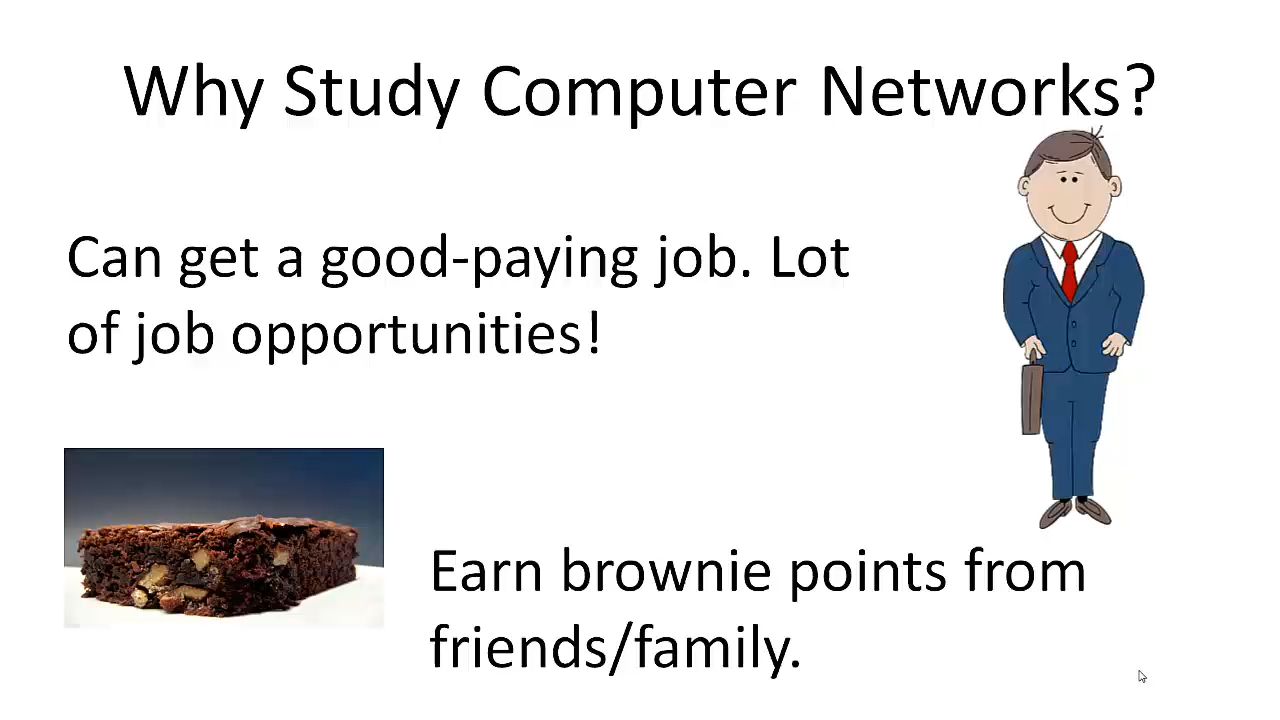 Why Study Computer Networks?
Can get a good-paying job. Lot
of job opportunities!
Earn brownie points from
friends/family.